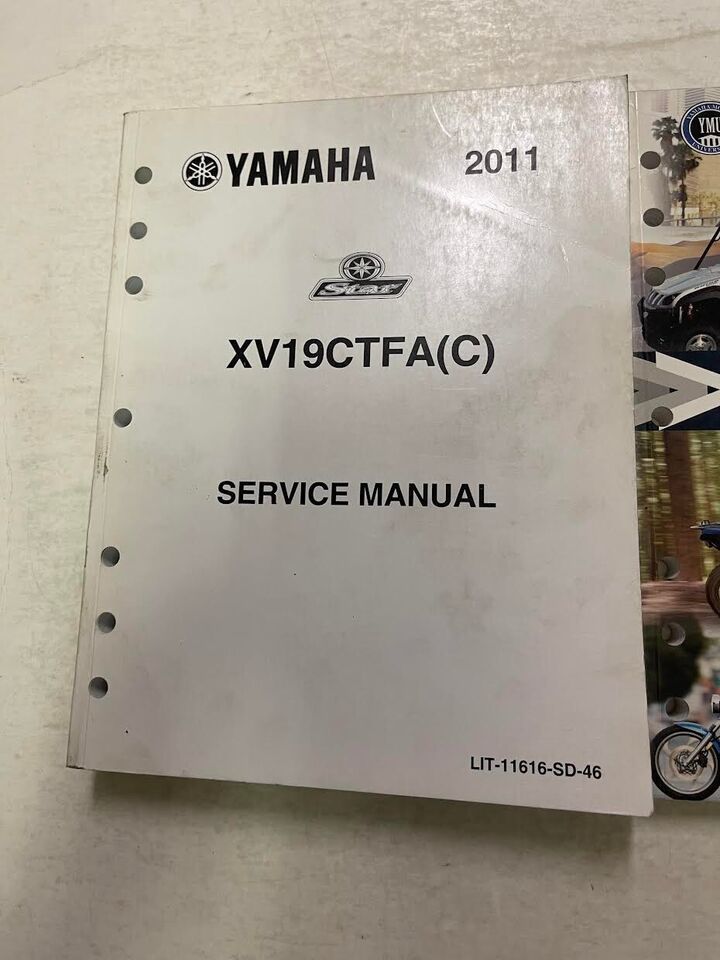 YAMAHA 2011
Star
XV19CTFA(C)
SERVICE MANUAL
LIT-11616-SD-46